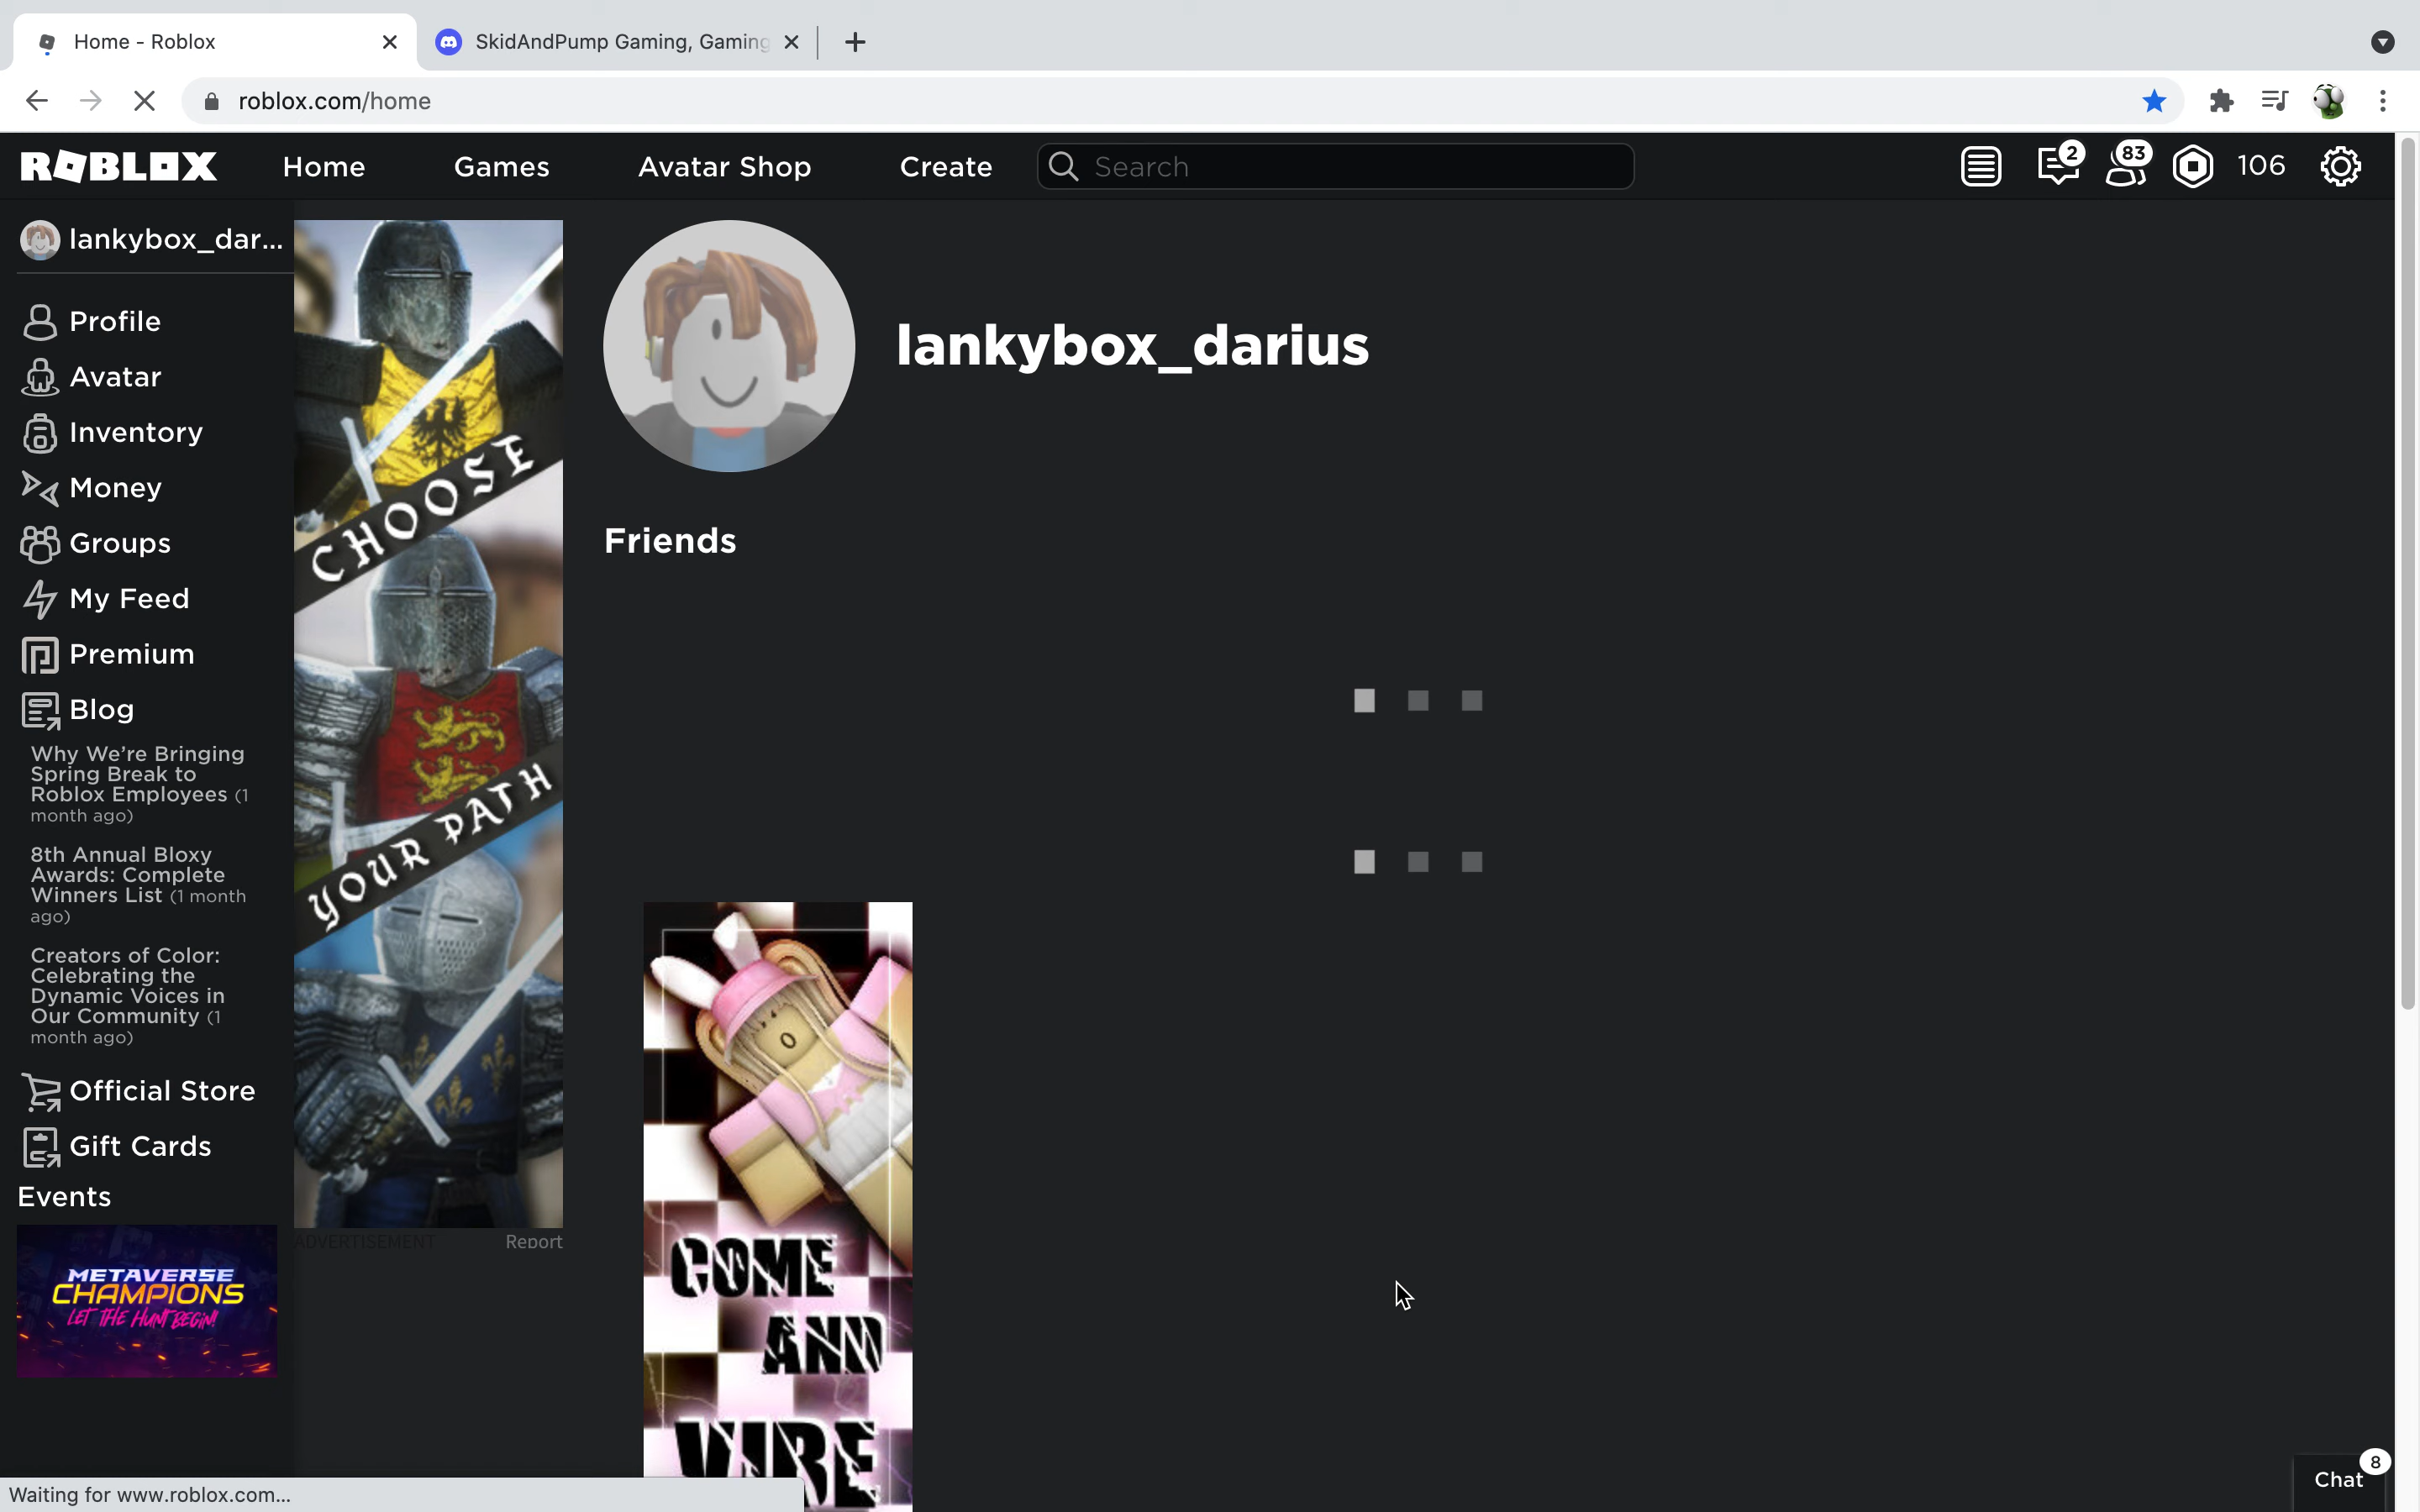 Home - Roblox
SkidAndPump Gaming, Gaming
roblox.com/home
ROBLOX
Home
Games
Avatar Shop
Create
Search
2
83
106
lankybox_dar...
Profile
Avatar
Inventory
Money
Groups
My Feed
Premium
Blog
Why We’re Bringing
Spring Break to
Roblox Employees (1
month ago)
8th Annual Bloxy
Awards: Complete
Winners List (1 month
ago)
Creators of Color:
Celebrating the
Dynamic Voices in
Our Community (1
month ago)
Official Store
Gift Cards
Events
METAVERSE
CHAMPIONS
LET THE HUNT BEGIN!
CHOOSE
YOUR PATH
ADVERTISEMENT
Report
lankybox_darius
Friends
COME
AND
VIBE
Chat
8
Waiting for www.roblox.com...